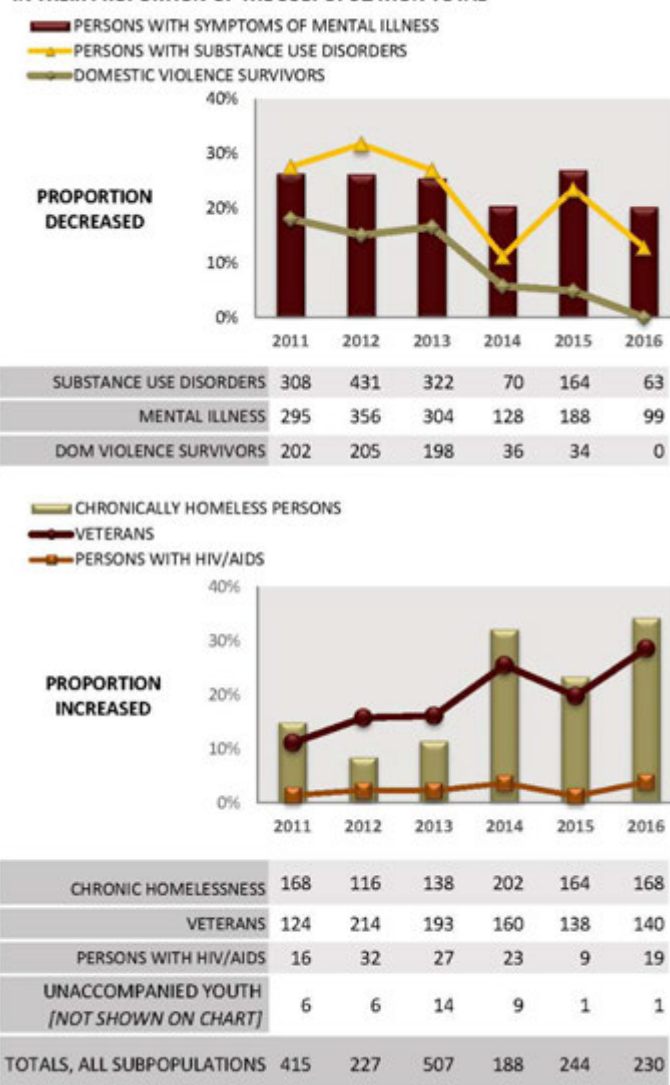 PERSONS WITH SYMPTOMS OF MENTAL ILLNESS
PERSONS WITH SUBSTANCE USE DISORDERS
DOMESTIC VIOLENCE SURVIVORS
40%
30%
20%
10%
0%
PROPORTION
DECREASED
2011 2012 2013 2014 2015 2016
SUBSTANCE USE DISORDERS 308 431 322 70 164 63
MENTAL ILLNESS 295 356 304 128 188 99
DOM VIOLENCE SURVIVORS 202 205 198 36 34 0
CHRONICALLY HOMELESS PERSONS
VETERANS
PERSONS WITH HIV/AIDS
40%
30%
20%
10%
0%
PROPORTION
INCREASED
2011 2012 2013 2014 2015 2016
CHRONIC HOMELESSNESS 168 116 138 202 164 168
VETERANS 124 214 193 160 138 140
PERSONS WITH HIV/AIDS 16 32 27 23 9 19
UNACCOMPANIED YOUTH
[NOT SHOWN ON CHART] 6 6 14 9 1 1
TOTALS, ALL SUBPOPULATIONS 415 227 507 188 244 230